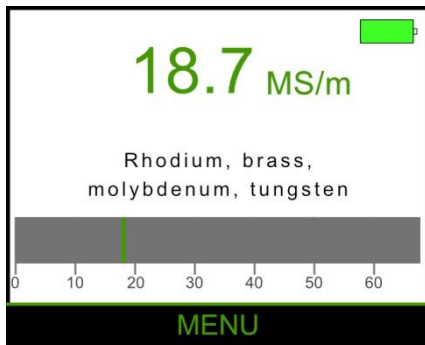 18.7 MS/m
Rhodium, brass,
molybdenum, tungsten
0 10 20 30 40 50 60
MENU